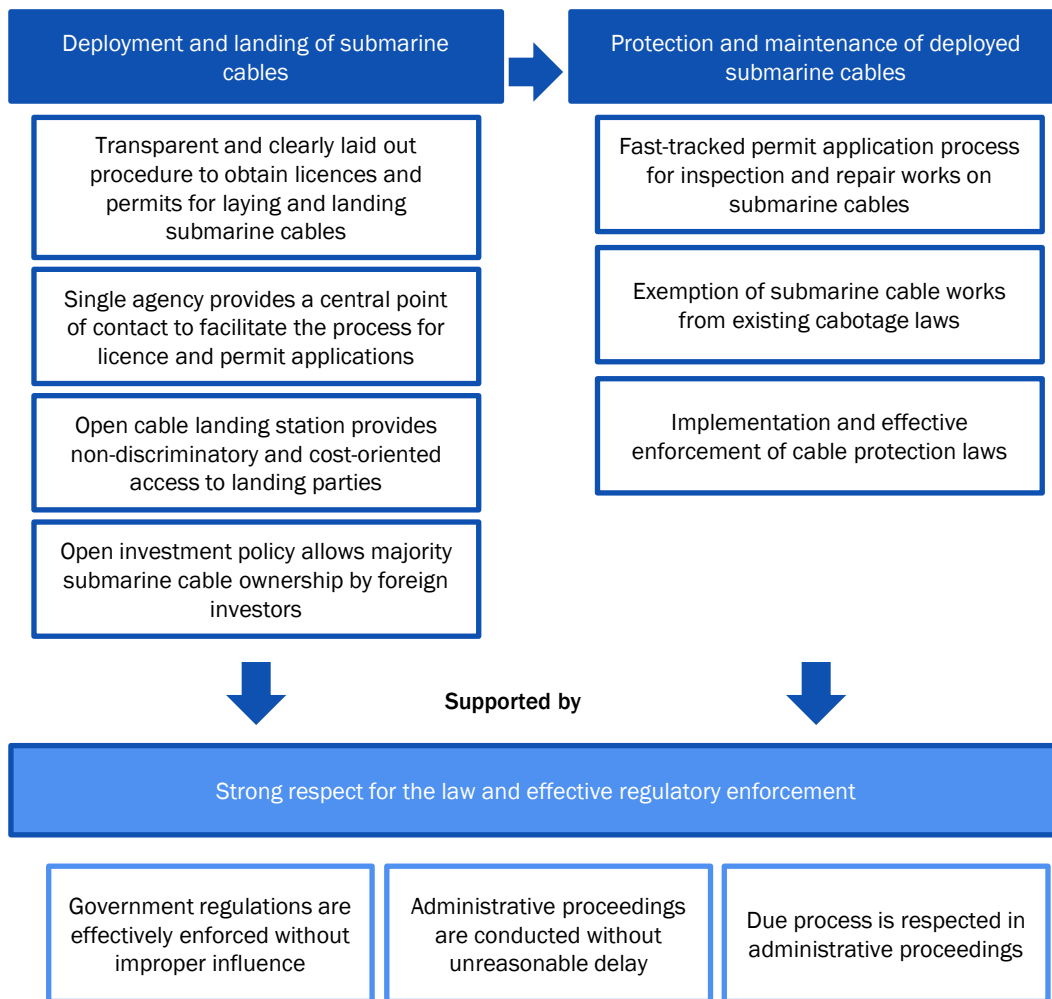 Deployment and landing of submarine
cables
Transparent and clearly laid out
procedure to obtain licences and
permits for laying and landing
submarine cables
Single agency provides a central point
of contact to facilitate the process for
licence and permit applications
Open cable landing station provides
non-discriminatory and cost-oriented
access to landing parties
Open investment policy allows majority
submarine cable ownership by foreign
investors
Protection and maintenance of deployed
submarine cables
Fast-tracked permit application process
for inspection and repair works on
submarine cables
Exemption of submarine cable works
from existing cabotage laws
Implementation and effective
enforcement of cable protection laws
Supported by
Strong respect for the law and effective regulatory enforcement
Government regulations are
effectively enforced without
improper influence
Administrative proceedings
are conducted without
unreasonable delay
Due process is respected in
administrative proceedings